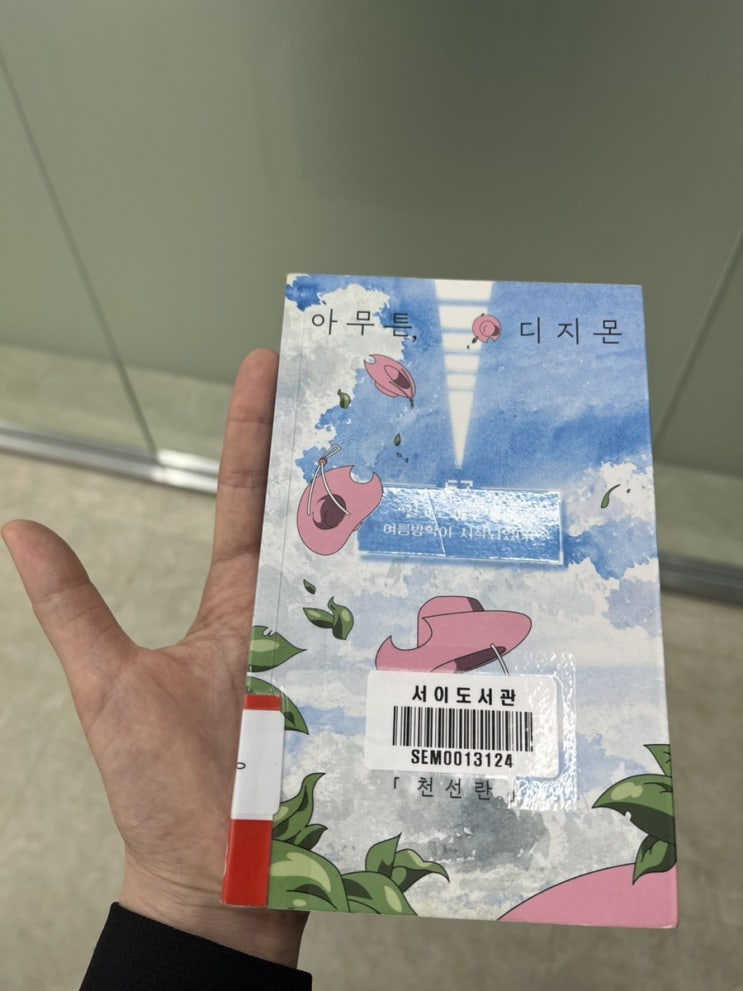 아무튼, 디지몬
57
여름방학이 시작되었다
서이도서관
SEM0013124
「천선란」